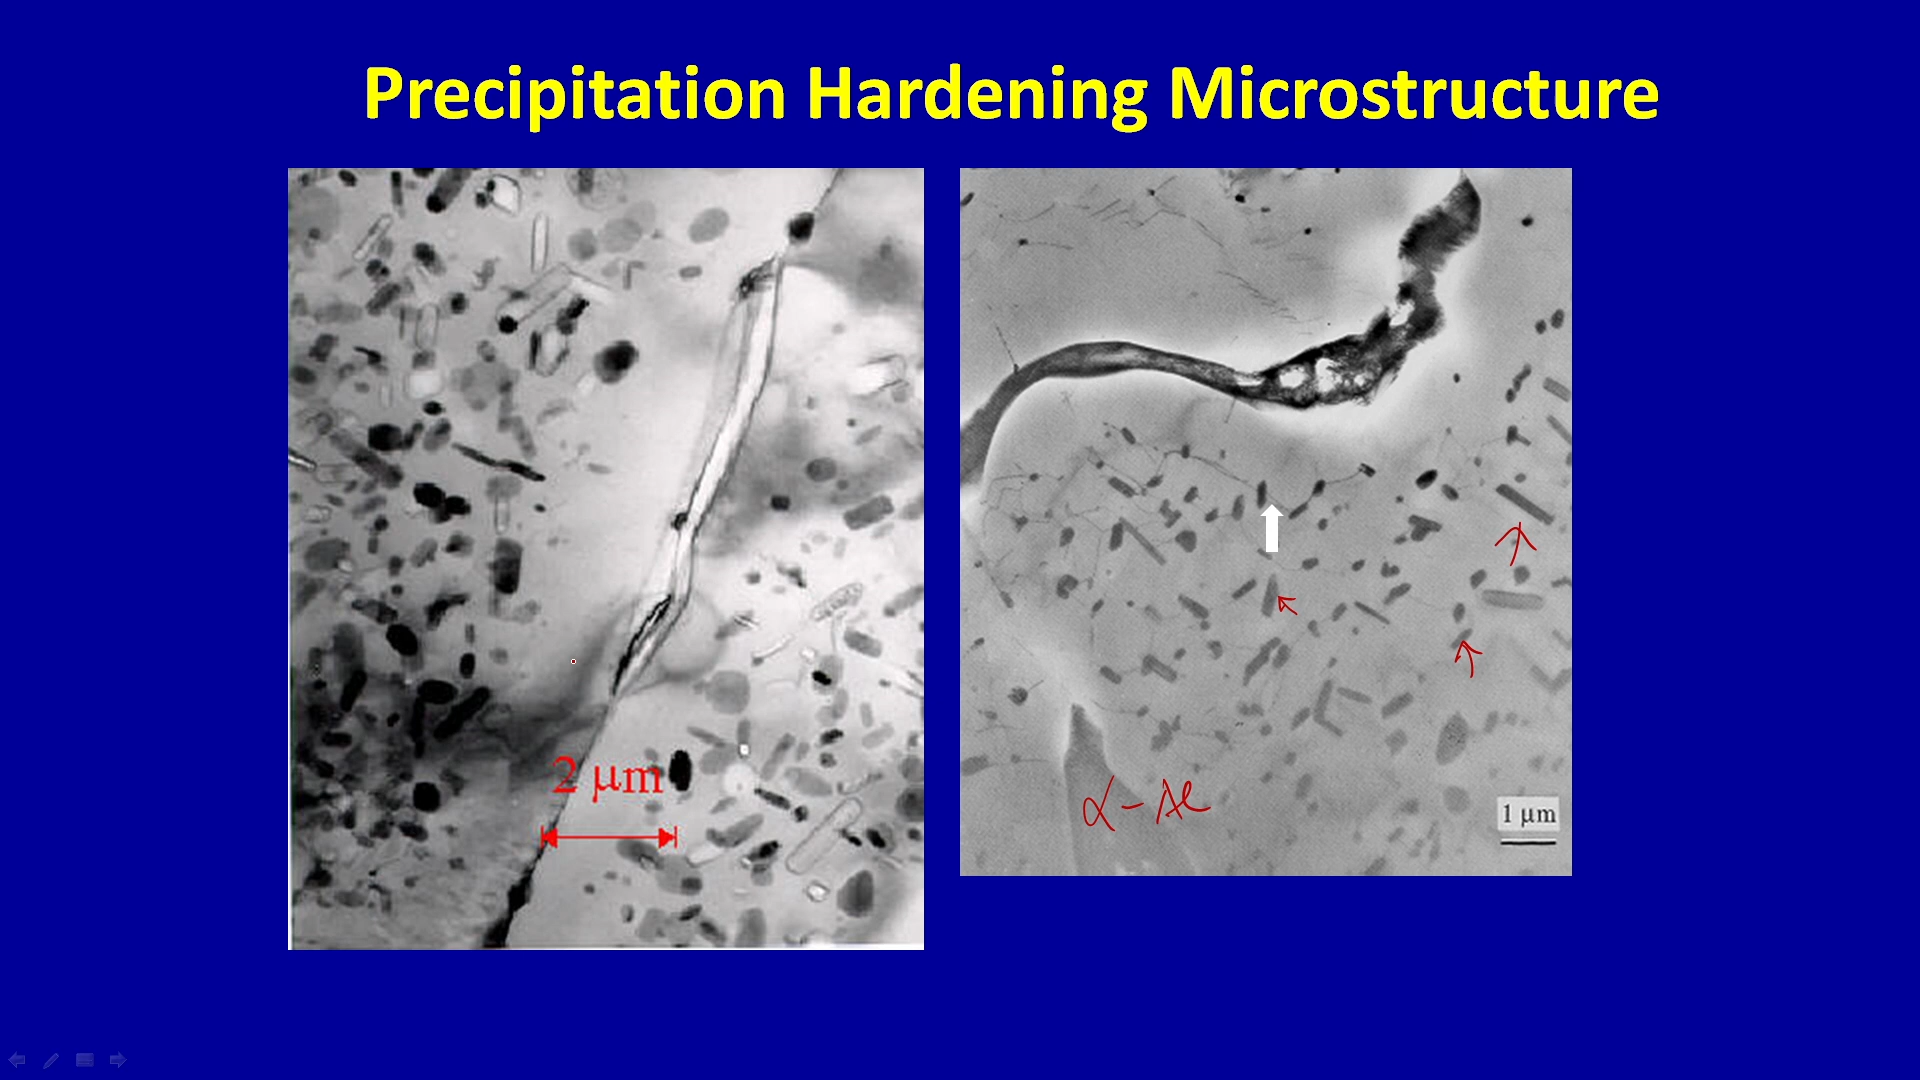 Precipitation Hardening Microstructure
2 μm
α-Al
1 μm